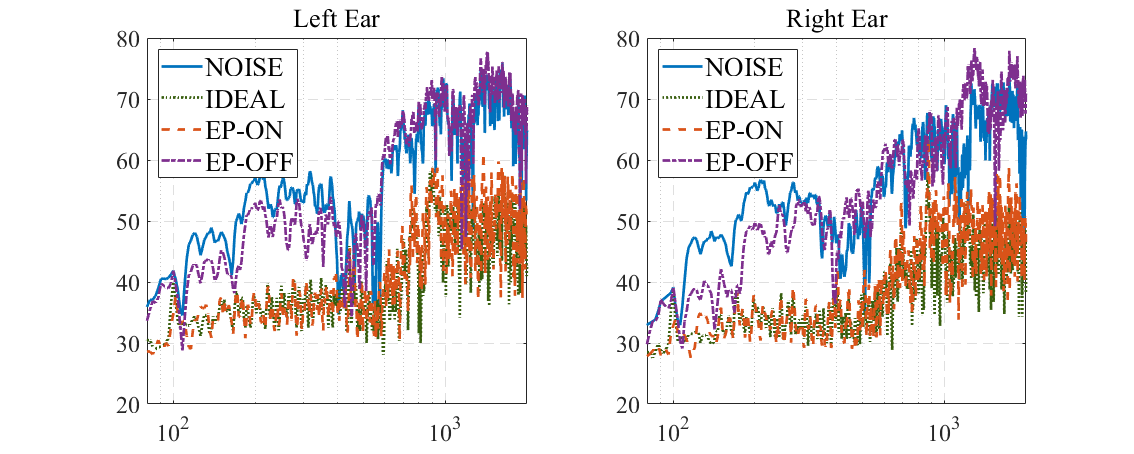 Left Ear
80
70
60
50
40
30
20
10^2
10^3
NOISE
IDEAL
EP-ON
EP-OFF
Right Ear
80
70
60
50
40
30
20
10^2
10^3
NOISE
IDEAL
EP-ON
EP-OFF